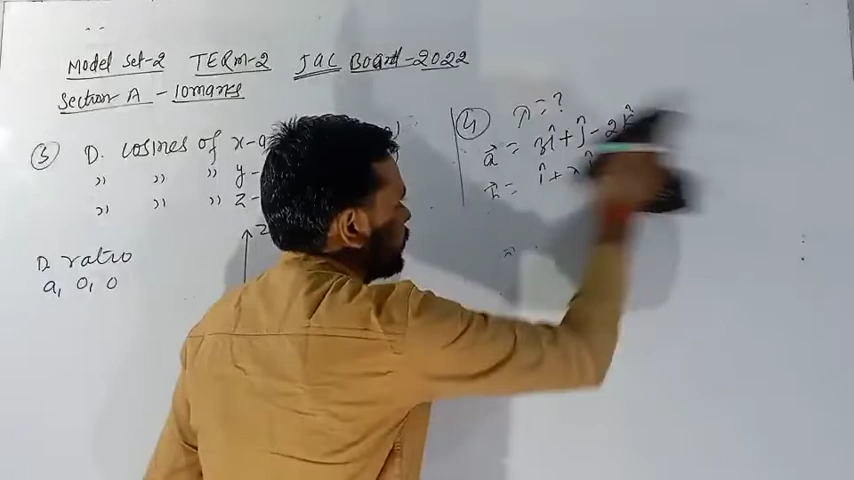 Model Set-2 TERM-2 JAC Board-2022
Section A - 10marks
③ D. cosines of x-a
" " " y-
" " " z-
D. ratio
a, 0, 0
z
④ λ = ?
a⃗ = 3î + ĵ - 2k̂
î +